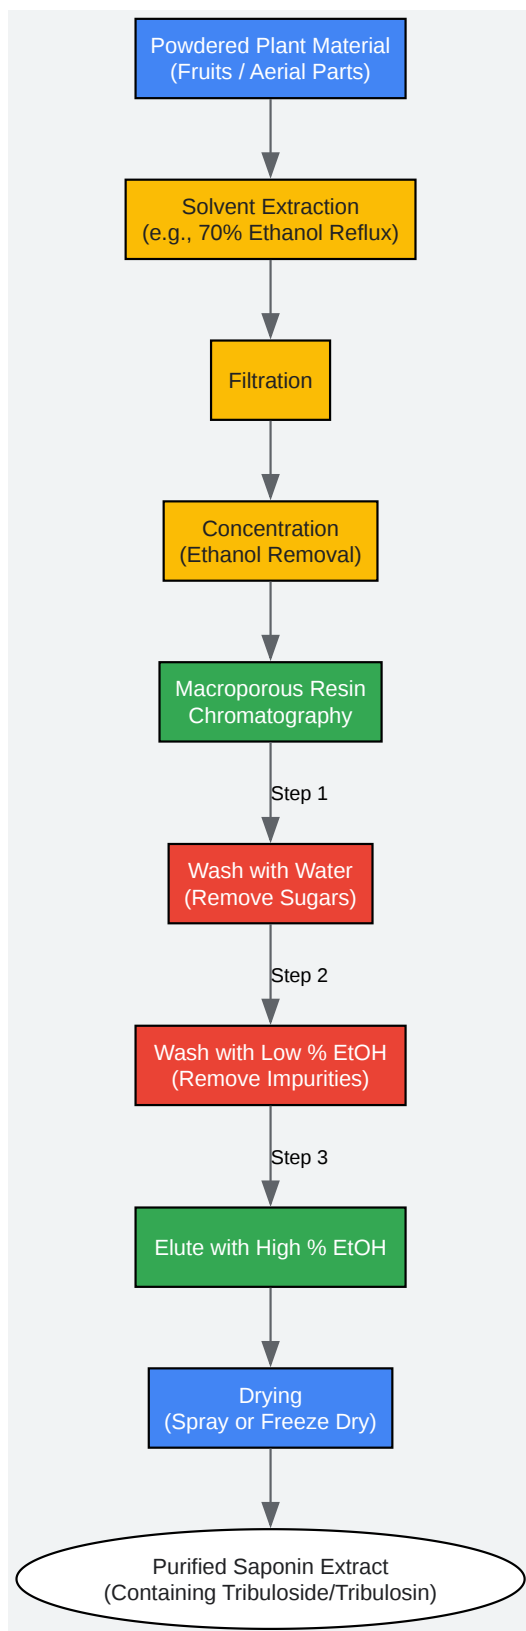 Powdered Plant Material
(Fruits / Aerial Parts)
Solvent Extraction
(e.g., 70% Ethanol Reflux)
Filtration
Concentration
(Ethanol Removal)
Macroporous Resin
Chromatography
Step 1
Wash with Water
(Remove Sugars)
Step 2
Wash with Low % EtOH
(Remove Impurities)
Step 3
Elute with High % EtOH
Drying
(Spray or Freeze Dry)
Purified Saponin Extract
(Containing Tribuloside/Tribulosin)